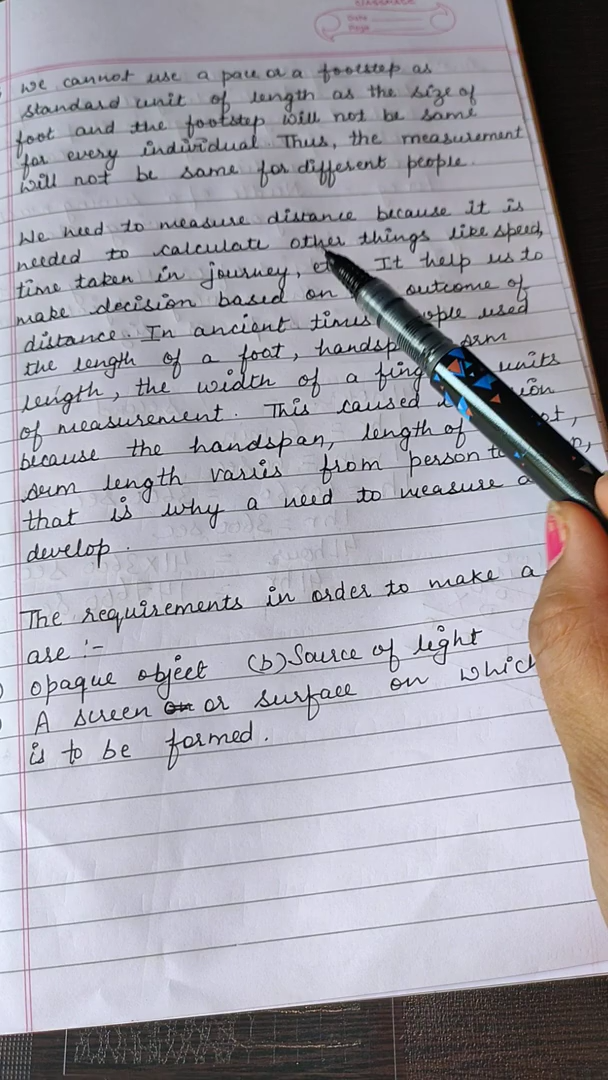 CLASSMATE
Date
Page
we cannot use a pace or a footstep as
standard unit of length as the size of
foot and the footstep will not be same
for every individual. Thus, the measurement
will not be same for different people.
We need to measure distance because it is
needed to calculate other things like speed,
time taken in journey, It help us to
make decision based on outcome of
distance. In ancient times used
the length of a foot, arm
length, the width of a units
of measurement. This caused
because the handspan, length of
arm length varies from person to
that is why a need to measure
develop.
The requirements in order to make a
are :-
opaque object (b) Source of light
A screen or surface on which
is to be formed.